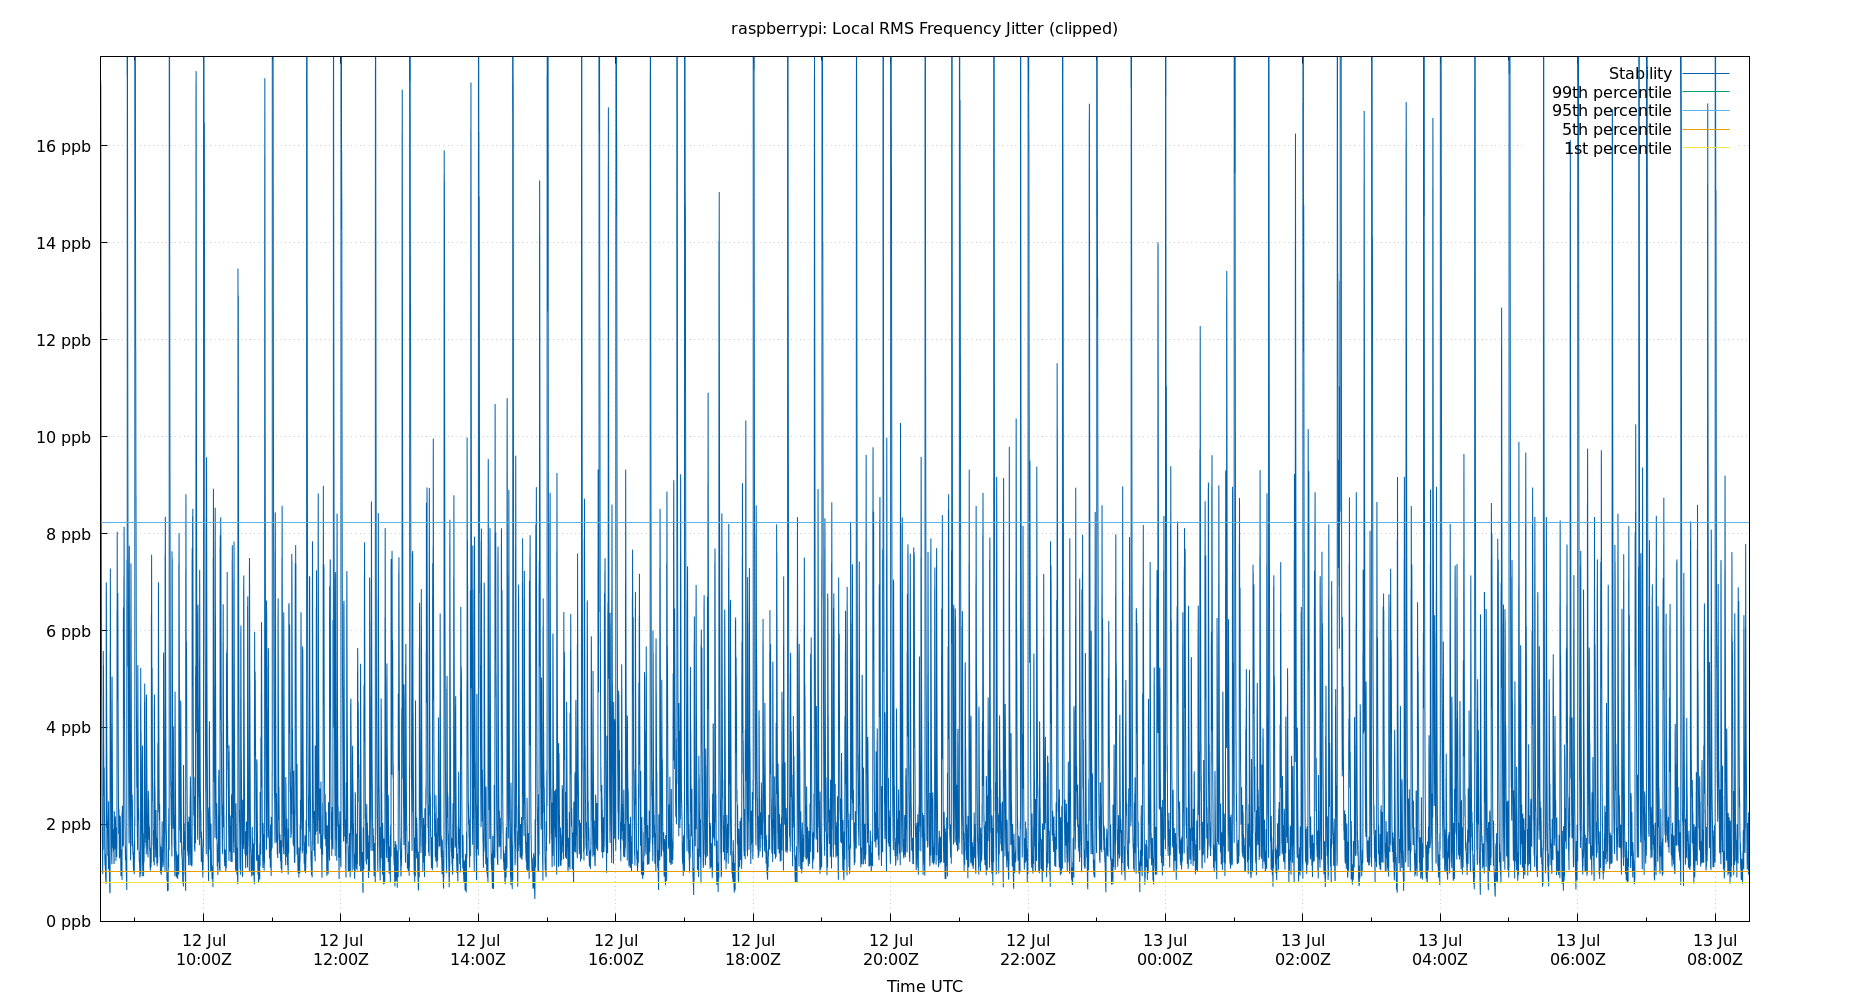 raspberrypi: Local RMS Frequency Jitter (clipped)
Stability
99th percentile
95th percentile
5th percentile
1st percentile
16 ppb
14 ppb
12 ppb
10 ppb
8 ppb
6 ppb
4 ppb
2 ppb
0 ppb
12 Jul 12 Jul 12 Jul 12 Jul 12 Jul 12 Jul 12 Jul 13 Jul 13 Jul 13 Jul 13 Jul 13 Jul
10:00Z 12:00Z 14:00Z 16:00Z 18:00Z 20:00Z 22:00Z 00:00Z 02:00Z 04:00Z 06:00Z 08:00Z
Time UTC